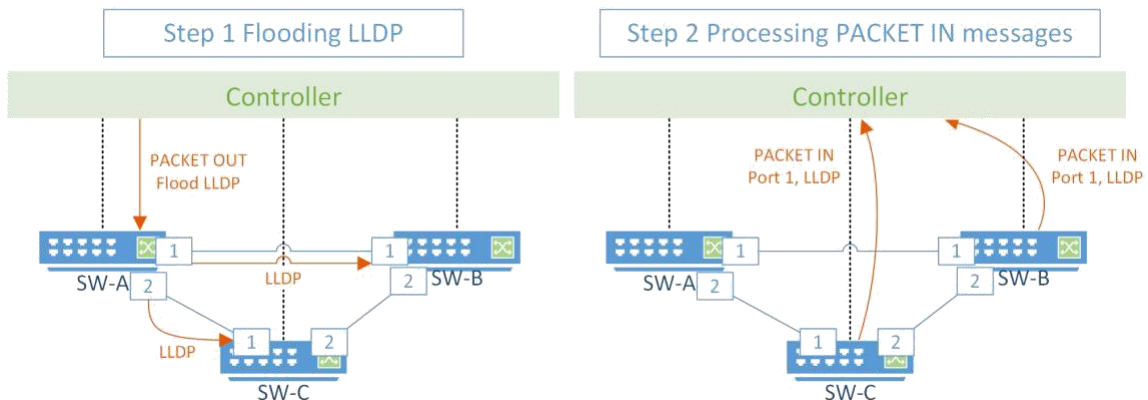 Step 1 Flooding LLDP
Controller
PACKET OUT
Flood LLDP
1
1
LLDP
SW-A
SW-B
2
2
LLDP
1
2
SW-C
Step 2 Processing PACKET IN messages
Controller
PACKET IN
Port 1, LLDP
PACKET IN
Port 1, LLDP
1
1
SW-A
SW-B
2
2
1
2
SW-C